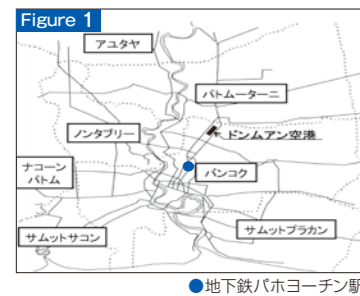 Figure 1
アユタヤ
パトムターニ
ノンタブリー
ドンムアン空港
ナコーン
パトム
バンコク
サムットサコン
サムットプラカン
●地下鉄パホヨーチン駅